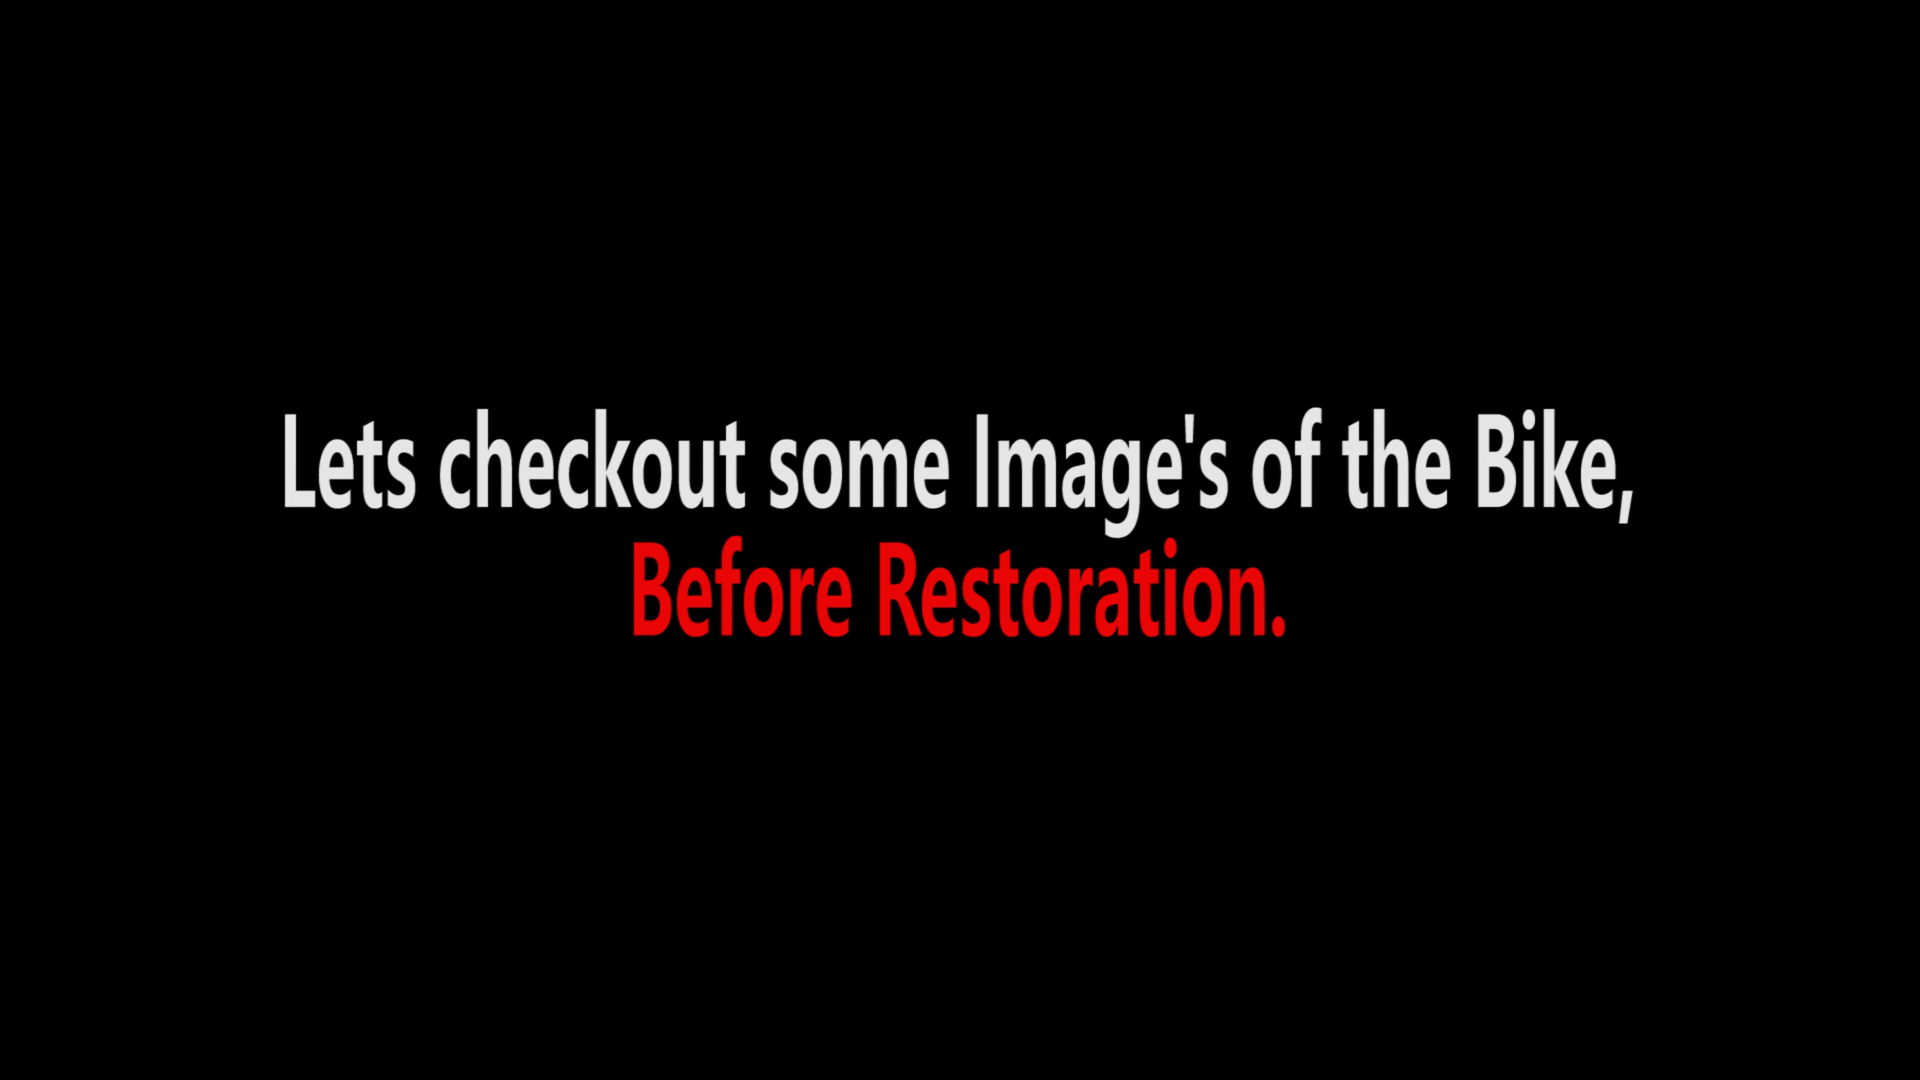 Lets checkout some Image's of the Bike,
Before Restoration.